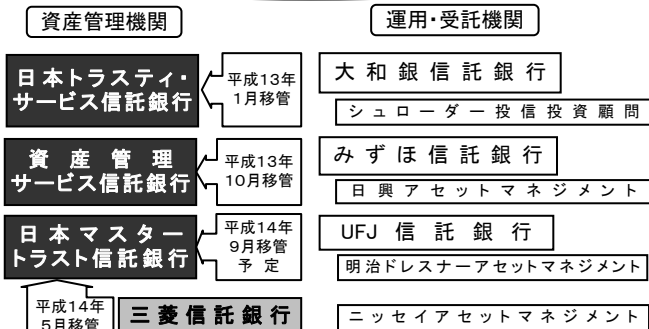 資産管理機関
運用・受託機関
日本トラスティ・
サービス信託銀行
平成13年
1月移管
大和銀信託銀行
シュローダー投信投資顧問
資産管理
サービス信託銀行
平成13年
10月移管
みずほ信託銀行
日興アセットマネジメント
日本マスター
トラスト信託銀行
平成14年
9月移管
予定
UFJ信託銀行
明治ドレスナーアセットマネジメント
平成14年
5月移管
三菱信託銀行
ニッセイアセットマネジメント